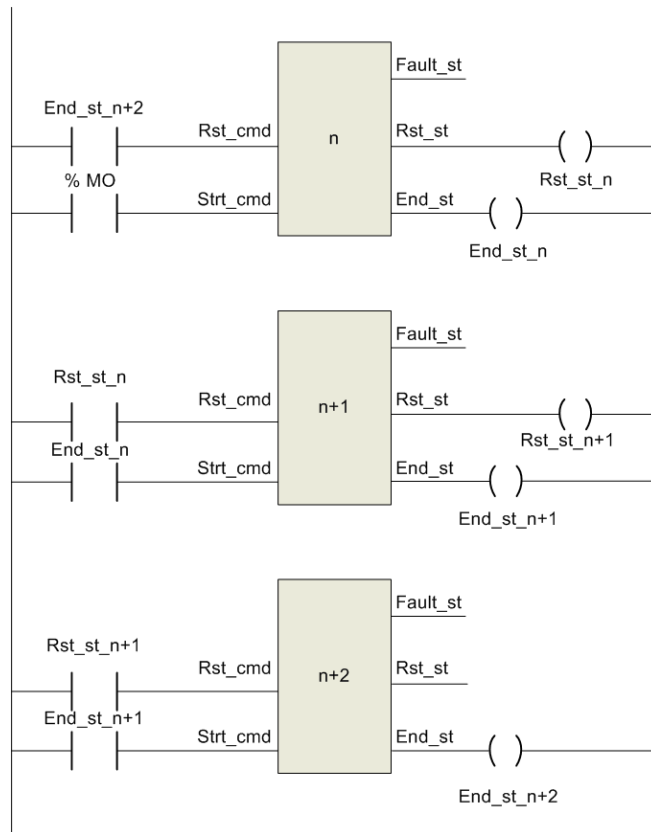 Fault_st
End_st_n+2
Rst_cmd
n
Rst_st
Rst_st_n
% MO
Strt_cmd
End_st
End_st_n
Fault_st
Rst_st_n
Rst_cmd
n+1
Rst_st
Rst_st_n+1
End_st_n
Strt_cmd
End_st
End_st_n+1
Fault_st
Rst_st_n+1
Rst_cmd
n+2
Rst_st
End_st_n+1
Strt_cmd
End_st
End_st_n+2